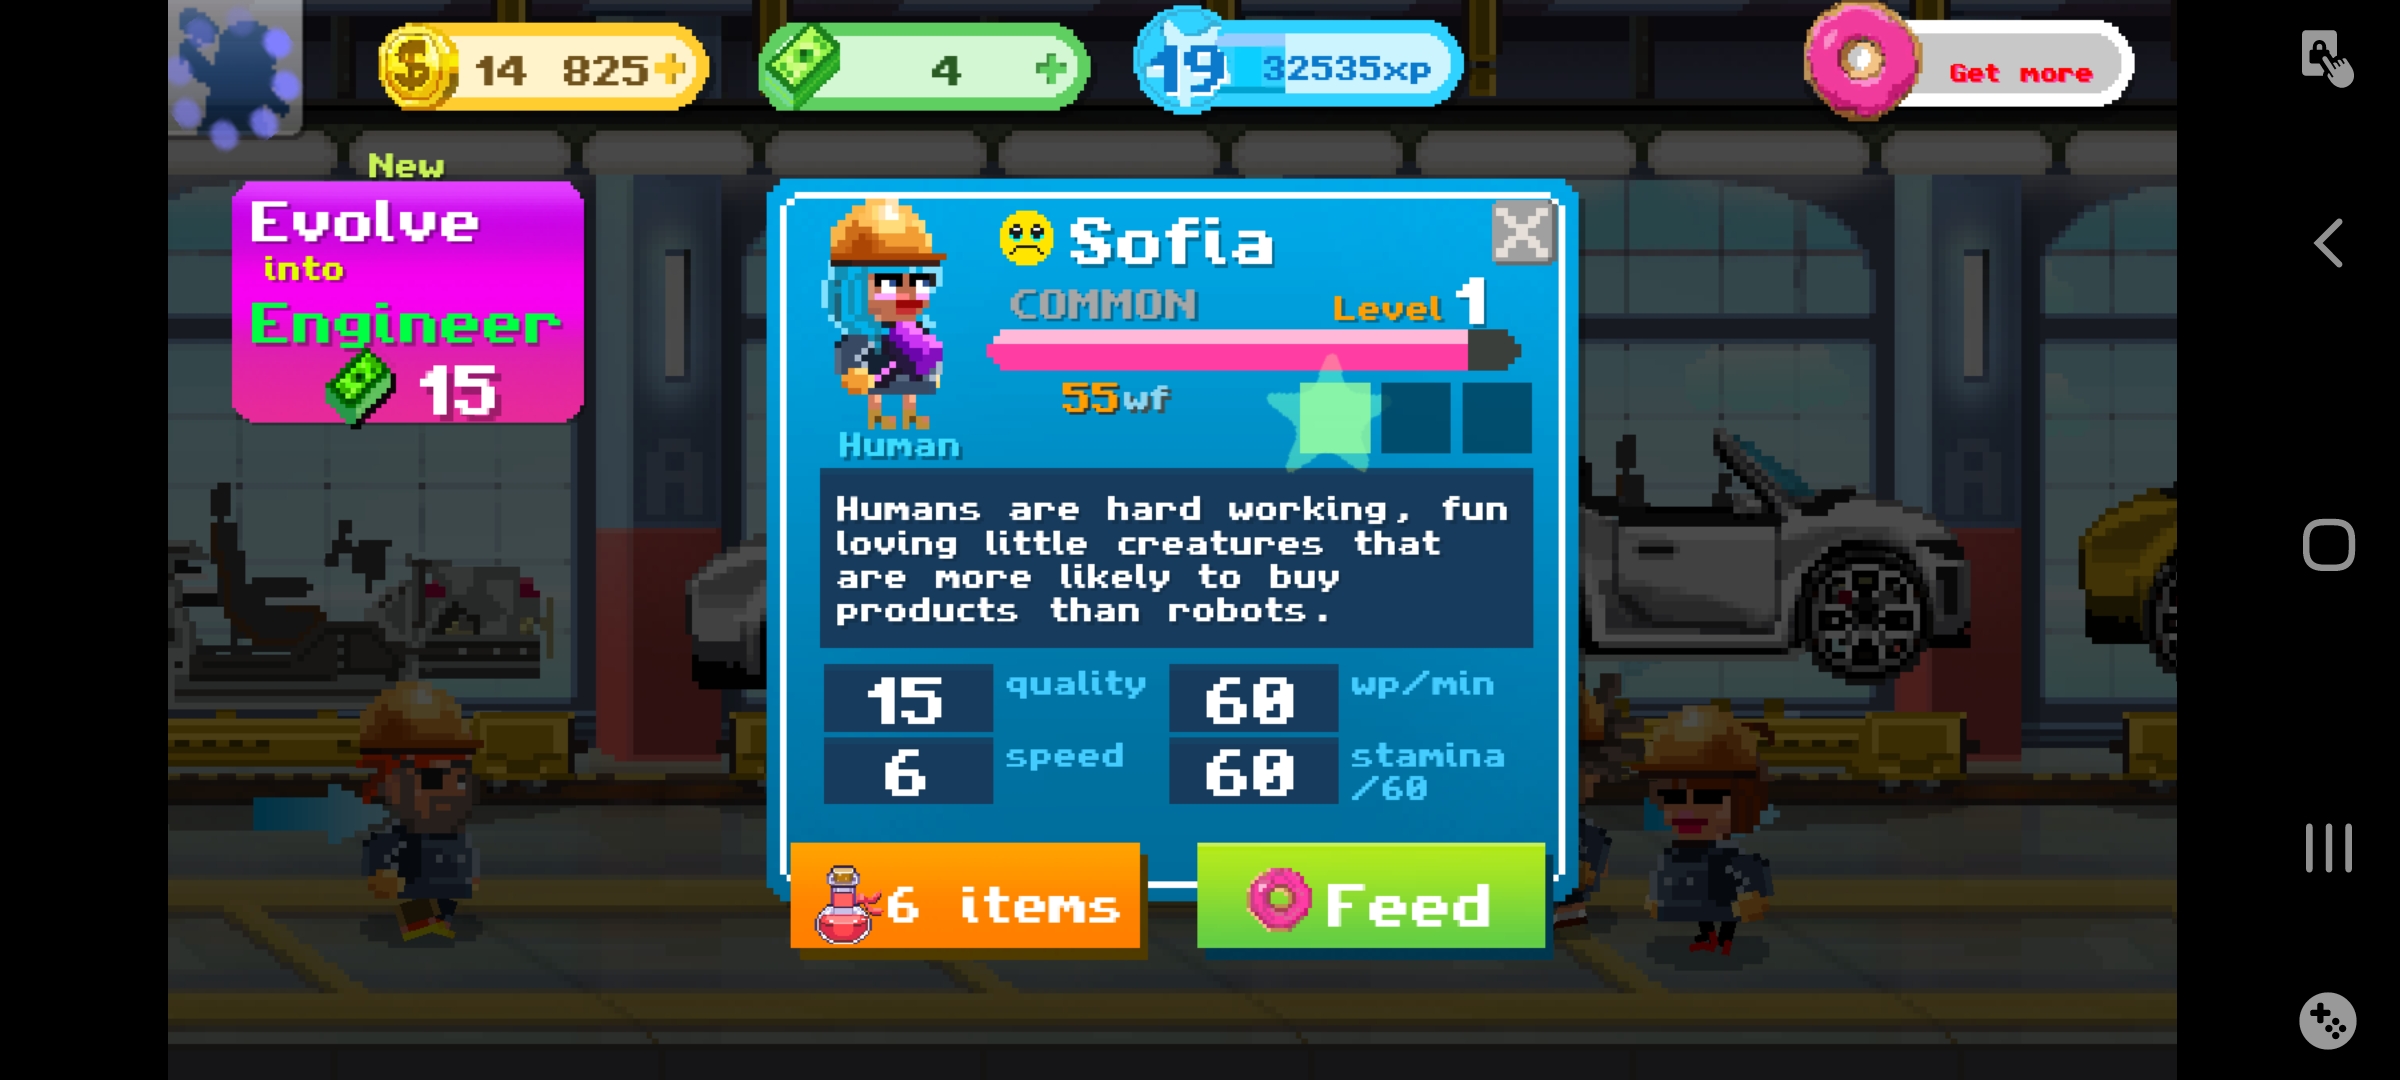 14 825
4
19 32535xp
Get more
New
Evolve
into
Engineer
15
Sofia
COMMON
Level 1
55wf
Human
Humans are hard working, fun
loving little creatures that
are more likely to buy
products than robots.
15 quality
60 wp/min
6 speed
60 stamina
/60
6 items
Feed
A
A